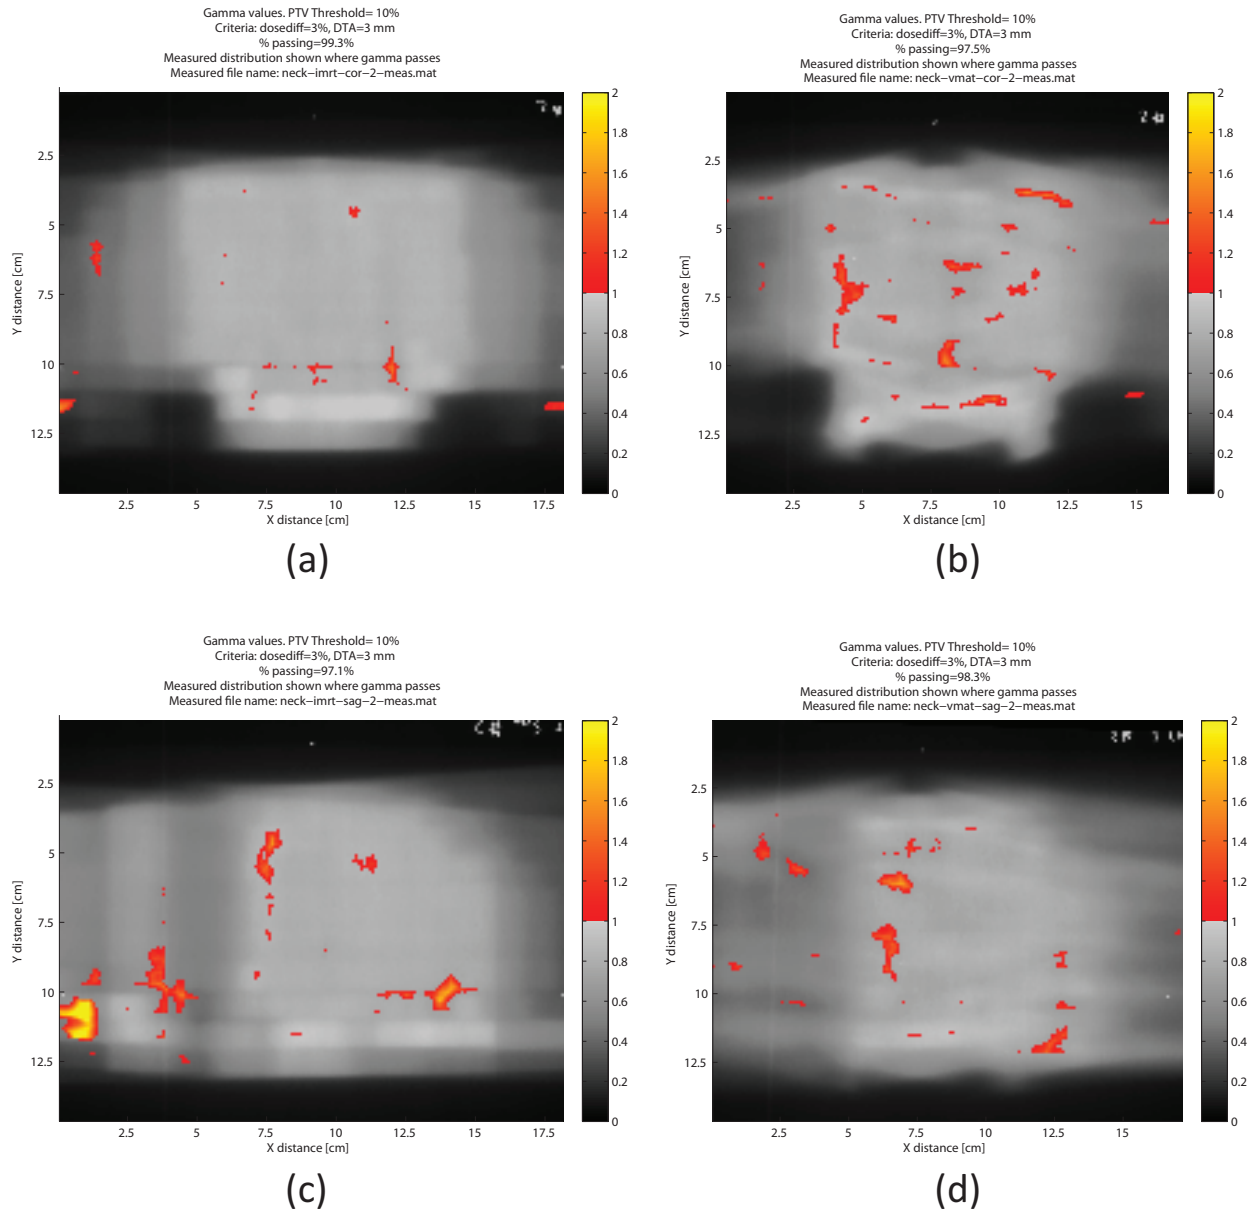 Gamma values. PTV Threshold= 10%
Criteria: dosediff=3%, DTA=3 mm
% passing=99.3%
Measured distribution shown where gamma passes
Measured file name: neck−imrt−cor−2−meas.mat
2
1.8
1.6
1.4
1.2
1
0.8
0.6
0.4
0.2
0
2.5
5
7.5
10
12.5
Y distance [cm]
2.5
5
7.5
10
12.5
15
17.5
X distance [cm]
(a)
Gamma values. PTV Threshold= 10%
Criteria: dosediff=3%, DTA=3 mm
% passing=97.5%
Measured distribution shown where gamma passes
Measured file name: neck−vmat−cor−2−meas.mat
2
1.8
1.6
1.4
1.2
1
0.8
0.6
0.4
0.2
0
2.5
5
7.5
10
12.5
Y distance [cm]
2.5
5
7.5
10
12.5
15
X distance [cm]
(b)
Gamma values. PTV Threshold= 10%
Criteria: dosediff=3%, DTA=3 mm
% passing=97.1%
Measured distribution shown where gamma passes
Measured file name: neck−imrt−sag−2−meas.mat
2
1.8
1.6
1.4
1.2
1
0.8
0.6
0.4
0.2
0
2.5
5
7.5
10
12.5
Y distance [cm]
2.5
5
7.5
10
12.5
15
17.5
X distance [cm]
(c)
Gamma values. PTV Threshold= 10%
Criteria: dosediff=3%, DTA=3 mm
% passing=98.3%
Measured distribution shown where gamma passes
Measured file name: neck−vmat−sag−2−meas.mat
2
1.8
1.6
1.4
1.2
1
0.8
0.6
0.4
0.2
0
2.5
5
7.5
10
12.5
Y distance [cm]
2.5
5
7.5
10
12.5
15
X distance [cm]
(d)